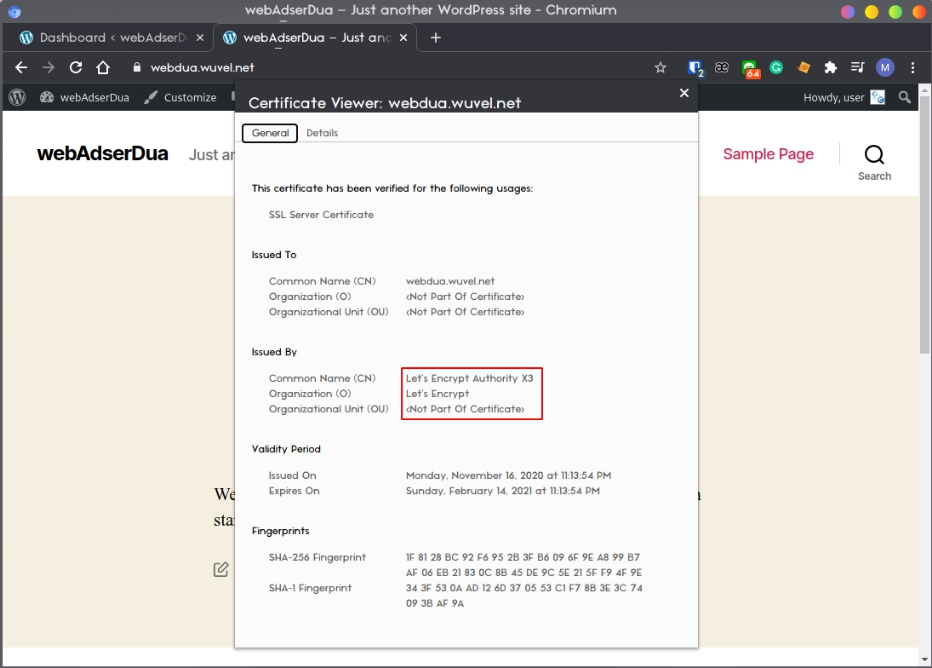 webAdserDua – Just another WordPress site - Chromium
Dashboard < webAdserD
webAdserDua – Just ano
webdua.wuvel.net
2
æ
64
G
M
webAdserDua
Customize
Howdy, user
Certificate Viewer: webdua.wuvel.net
General
Details
webAdserDua
Just an
Sample Page
Search
This certificate has been verified for the following usages:
SSL Server Certificate
Issued To
Common Name (CN) webdua.wuvel.net
Organization (O) <Not Part Of Certificate>
Organizational Unit (OU) <Not Part Of Certificate>
Issued By
Common Name (CN) Let's Encrypt Authority X3
Organization (O) Let's Encrypt
Organizational Unit (OU) <Not Part Of Certificate>
Validity Period
Issued On Monday, November 16, 2020 at 11:13:54 PM
Expires On Sunday, February 14, 2021 at 11:13:54 PM
We
sta
Fingerprints
SHA-256 Fingerprint 1F 81 28 BC 92 F6 95 2B 3F B6 09 6F 9E A8 99 B7
AF 06 EB 21 83 0C 8B 45 DE 9C 5E 21 5F F9 4F 9E
SHA-1 Fingerprint 34 3F 53 0A AD 12 6D 37 05 53 C1 F7 8B 3E 3C 74
09 3B AF 9A